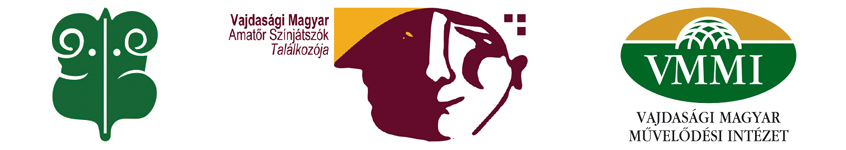 Vajdasági Magyar
Amatőr Színjátszók
Találkozója
VMMI
VAJDASÁGI MAGYAR
MŰVELŐDÉSI INTÉZET